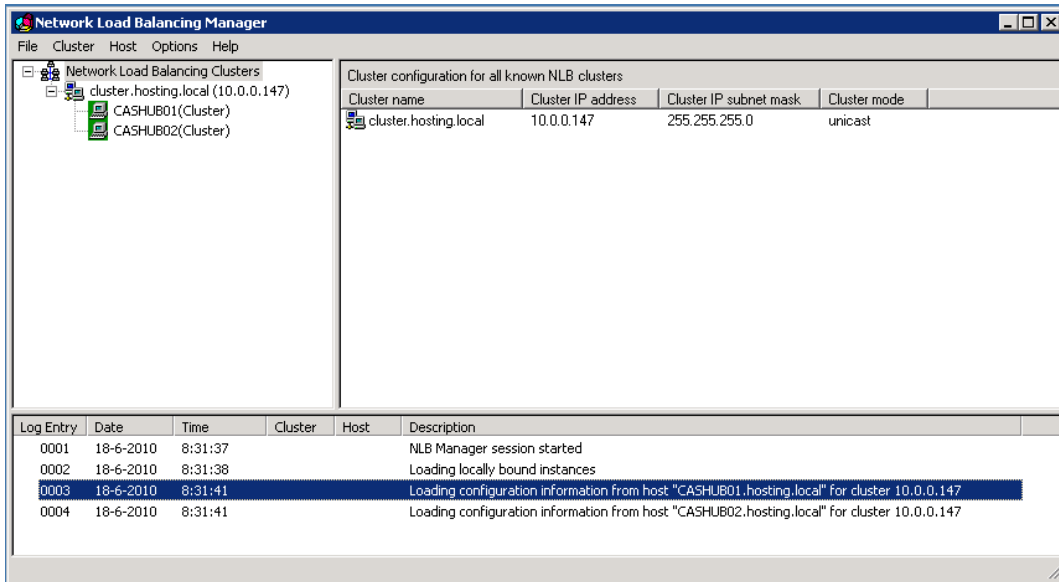 Network Load Balancing Manager
File Cluster Host Options Help
Network Load Balancing Clusters
cluster.hosting.local (10.0.0.147)
CASHUB01(Cluster)
CASHUB02(Cluster)
Cluster configuration for all known NLB clusters
Cluster name Cluster IP address Cluster IP subnet mask Cluster mode
cluster.hosting.local 10.0.0.147 255.255.255.0 unicast
Log Entry Date Time Cluster Host Description
0001 18-6-2010 8:31:37 NLB Manager session started
0002 18-6-2010 8:31:38 Loading locally bound instances
0003 18-6-2010 8:31:41 Loading configuration information from host "CASHUB01.hosting.local" for cluster 10.0.0.147
0004 18-6-2010 8:31:41 Loading configuration information from host "CASHUB02.hosting.local" for cluster 10.0.0.147